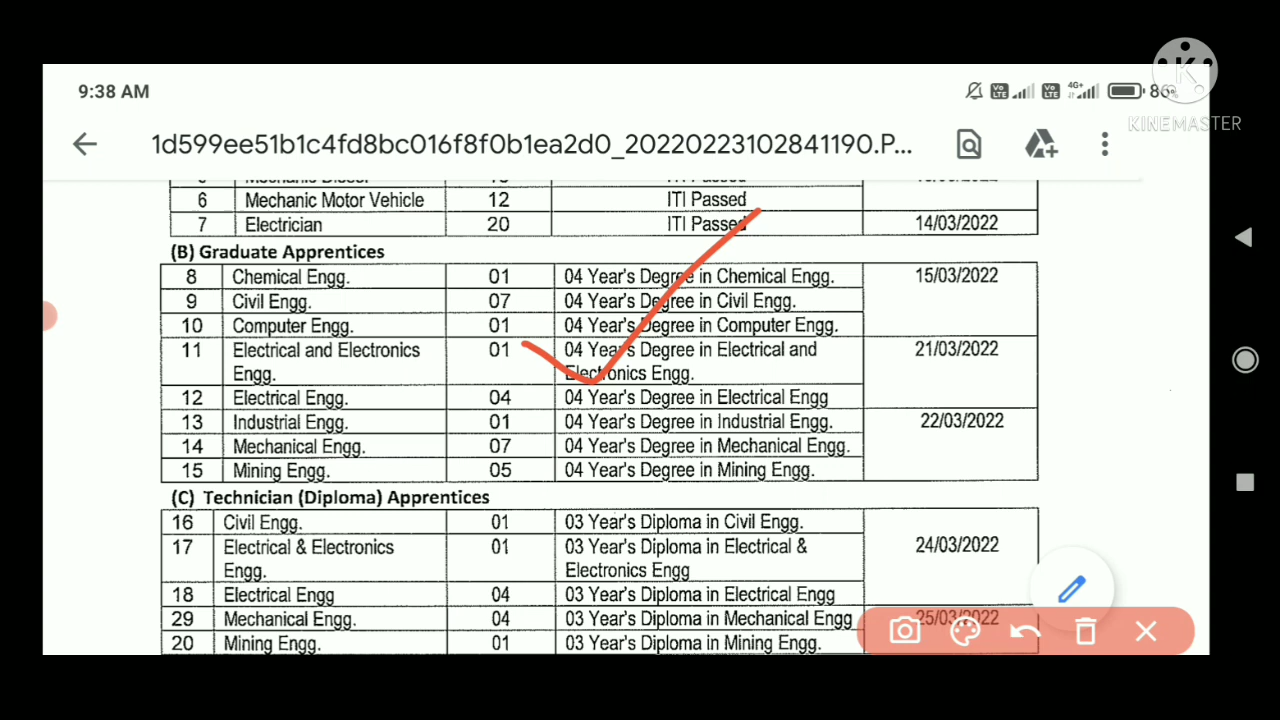 9:38 AM
4G+
86%
KINEMASTER
1d599ee51b1c4fd8bc016f8f0b1ea2d0_20220223102841190.P...
6 Mechanic Motor Vehicle 12 ITI Passed
7 Electrician 20 ITI Passed 14/03/2022
(B) Graduate Apprentices
8 Chemical Engg. 01 04 Year's Degree in Chemical Engg. 15/03/2022
9 Civil Engg. 07 04 Year's Degree in Civil Engg.
10 Computer Engg. 01 04 Year's Degree in Computer Engg.
11 Electrical and Electronics 01 04 Year's Degree in Electrical and 21/03/2022
Engg. Electronics Engg.
12 Electrical Engg. 04 04 Year's Degree in Electrical Engg
13 Industrial Engg. 01 04 Year's Degree in Industrial Engg. 22/03/2022
14 Mechanical Engg. 07 04 Year's Degree in Mechanical Engg.
15 Mining Engg. 05 04 Year's Degree in Mining Engg.
(C) Technician (Diploma) Apprentices
16 Civil Engg. 01 03 Year's Diploma in Civil Engg.
17 Electrical & Electronics 01 03 Year's Diploma in Electrical & 24/03/2022
Engg. Electronics Engg
18 Electrical Engg 04 03 Year's Diploma in Electrical Engg
29 Mechanical Engg. 04 03 Year's Diploma in Mechanical Engg 25/03/2022
20 Mining Engg. 01 03 Year's Diploma in Mining Engg.